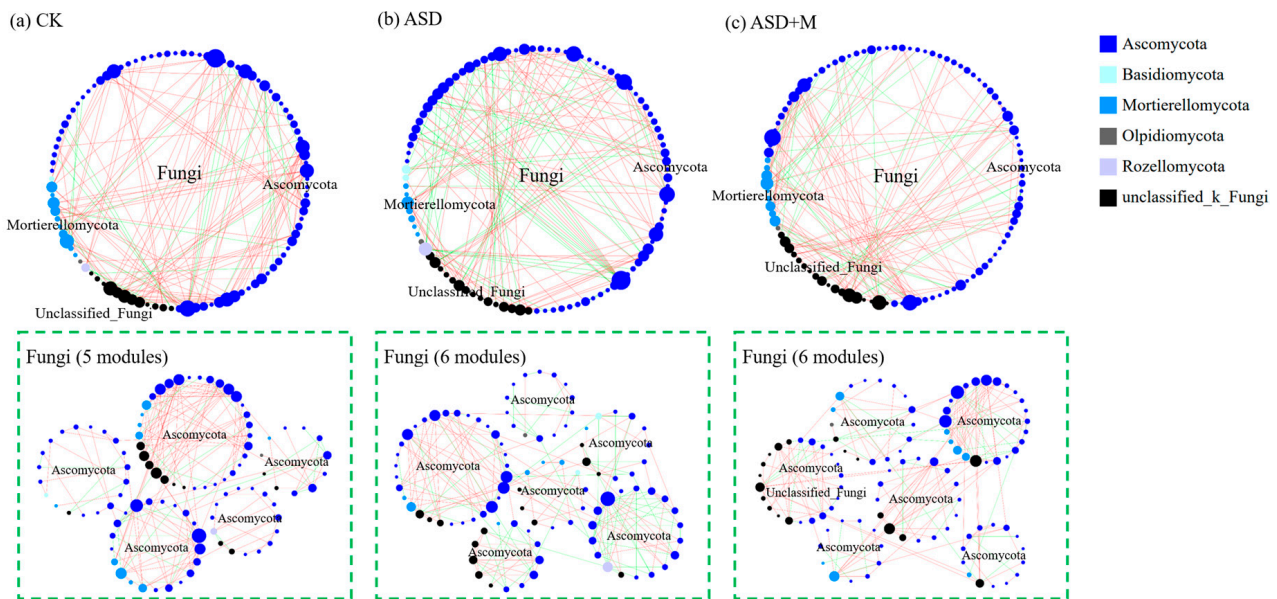 (a) CK
Fungi
Ascomycota
Mortierellomycota
Unclassified_Fungi
(b) ASD
Fungi
Ascomycota
Mortierellomycota
Unclassified_Fungi
(c) ASD+M
Fungi
Ascomycota
Mortierellomycota
Unclassified_Fungi
Ascomycota
Basidiomycota
Mortierellomycota
Olpidiomycota
Rozellomycota
unclassified_k_Fungi
Fungi (5 modules)
Ascomycota
Ascomycota
Ascomycota
Ascomycota
Ascomycota
Fungi (6 modules)
Ascomycota
Ascomycota
Ascomycota
Ascomycota
Ascomycota
Ascomycota
Fungi (6 modules)
Ascomycota
Ascomycota
Ascomycota
Unclassified_Fungi
Ascomycota
Ascomycota
Ascomycota